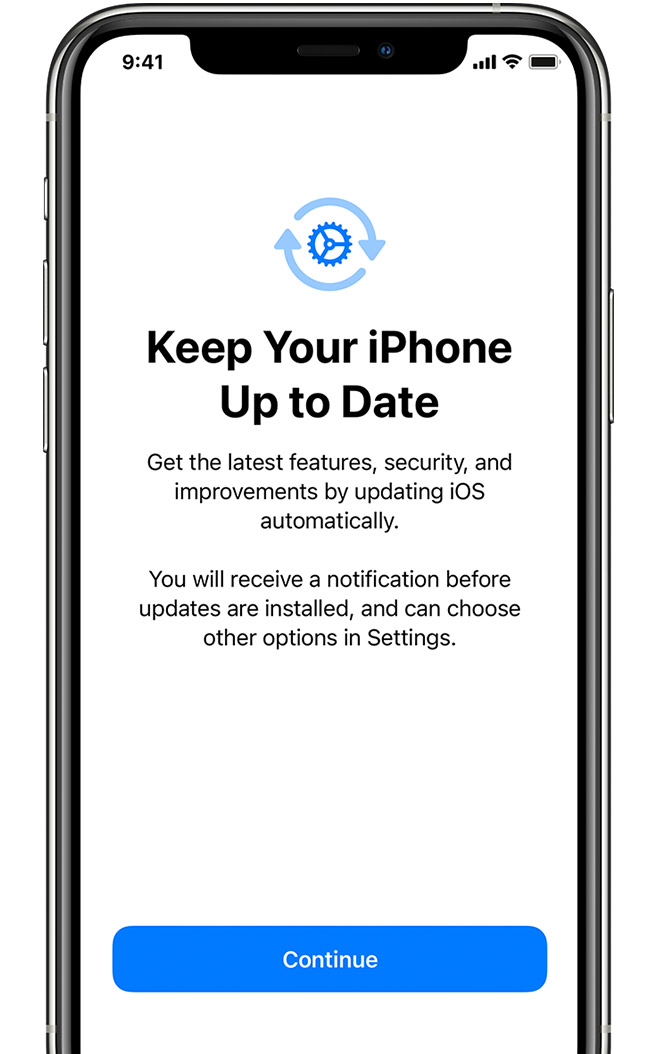 9:41
Keep Your iPhone
Up to Date
Get the latest features, security, and
improvements by updating iOS
automatically.
You will receive a notification before
updates are installed, and can choose
other options in Settings.
Continue